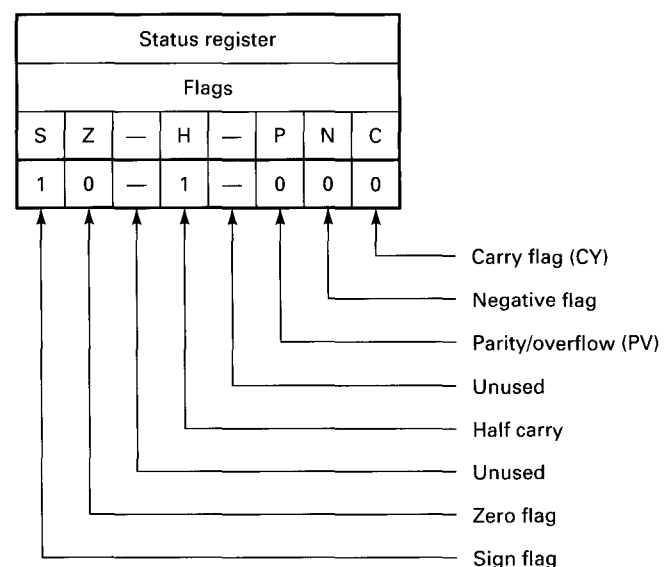 Status register
Flags
S Z — H — P N C
1 0 — 1 — 0 0 0
Carry flag (CY)
Negative flag
Parity/overflow (PV)
Unused
Half carry
Unused
Zero flag
Sign flag